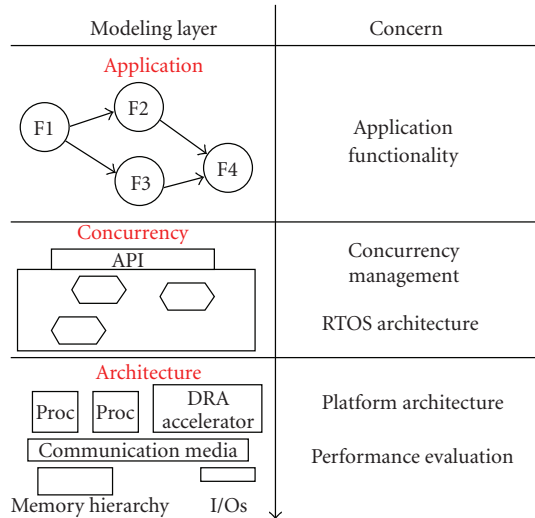 Modeling layer
Concern
Application
F1
F2
F3
F4
Application
functionality
Concurrency
API
Concurrency
management
RTOS architecture
Architecture
Proc
Proc
DRA
accelerator
Communication media
Memory hierarchy
I/Os
Platform architecture
Performance evaluation